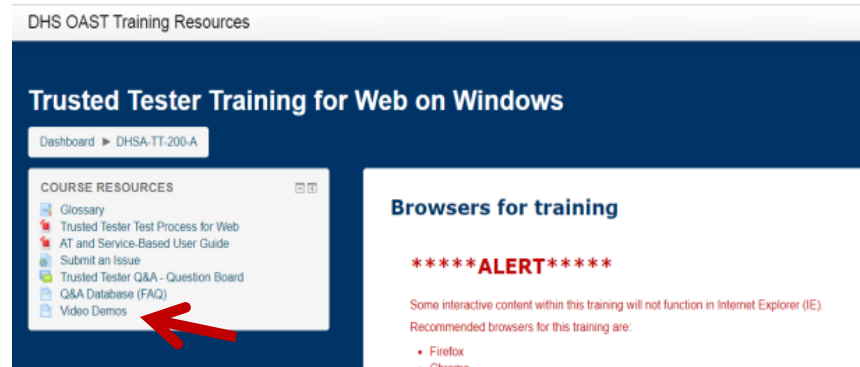 DHS OAST Training Resources
Trusted Tester Training for Web on Windows
Dashboard ► DHSA-TT-200-A
COURSE RESOURCES
Glossary
Trusted Tester Test Process for Web
AT and Service-Based User Guide
Submit an Issue
Trusted Tester Q&A - Question Board
Q&A Database (FAQ)
Video Demos
Browsers for training
*****ALERT*****
Some interactive content within this training will not function in Internet Explorer (IE).
Recommended browsers for this training are:
• Firefox
• Chrome